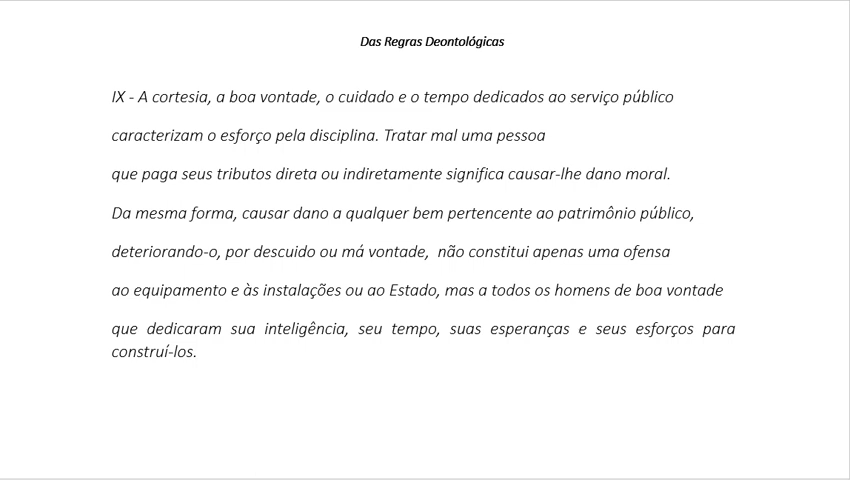 Das Regras Deontológicas
IX - A cortesia, a boa vontade, o cuidado e o tempo dedicados ao serviço público
caracterizam o esforço pela disciplina. Tratar mal uma pessoa
que paga seus tributos direta ou indiretamente significa causar-lhe dano moral.
Da mesma forma, causar dano a qualquer bem pertencente ao patrimônio público,
deteriorando-o, por descuido ou má vontade,  não constitui apenas uma ofensa
ao equipamento e às instalações ou ao Estado, mas a todos os homens de boa vontade
que dedicaram sua inteligência, seu tempo, suas esperanças e seus esforços para
construí-los.